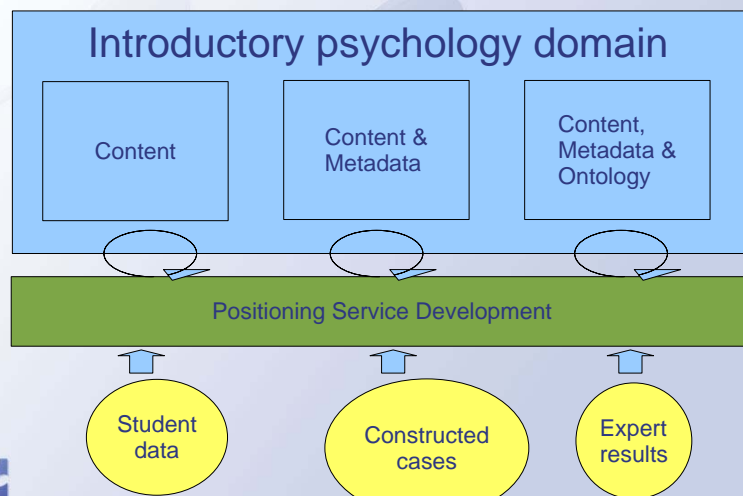 Introductory psychology domain
Content
Content &
Metadata
Content,
Metadata &
Ontology
Positioning Service Development
Student
data
Constructed
cases
Expert
results